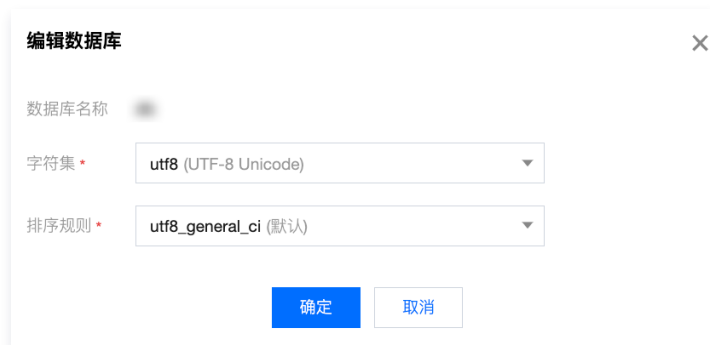 编辑数据库
数据库名称
字符集 * utf8 (UTF-8 Unicode)
排序规则 * utf8_general_ci (默认)
确定 取消